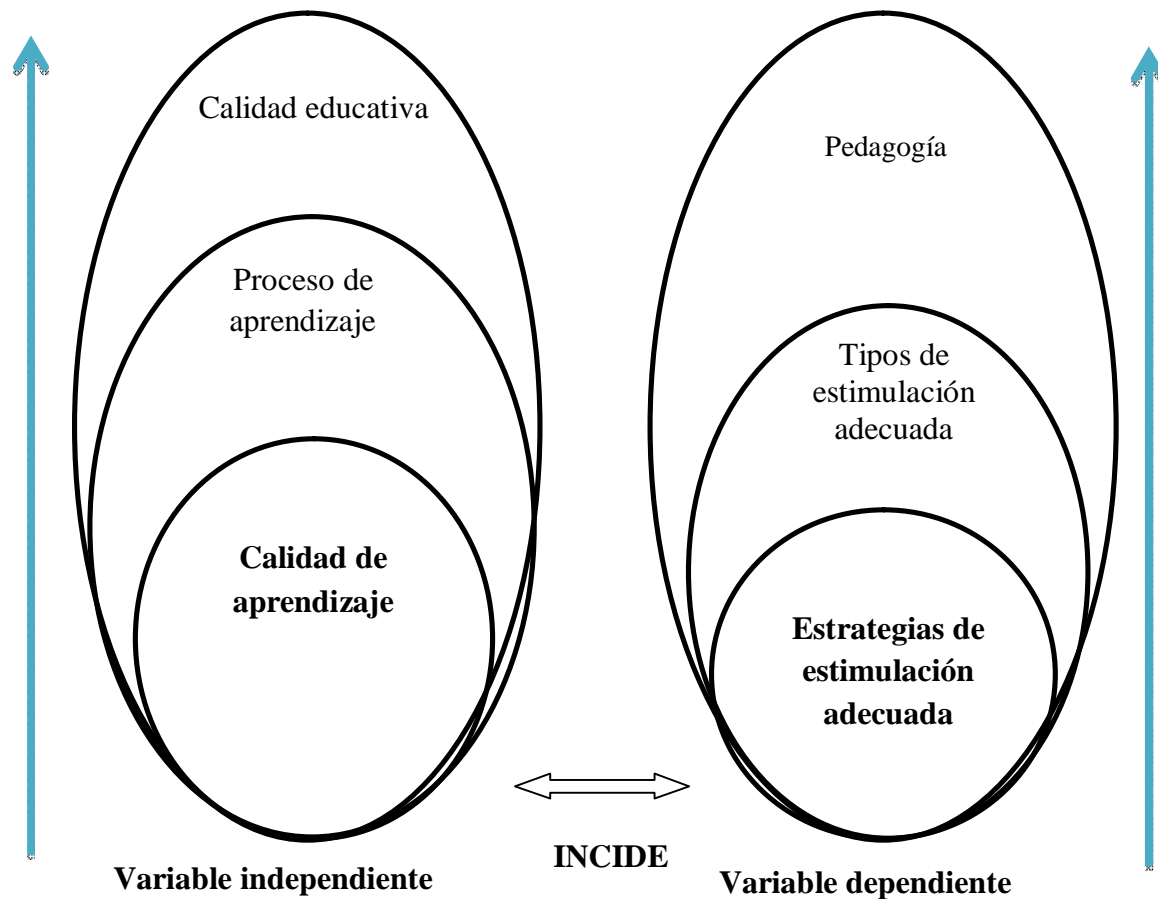 Calidad educativa
Proceso de
aprendizaje
Calidad de
aprendizaje
Variable independiente
INCIDE
Pedagogía
Tipos de
estimulación
adecuada
Estrategias de
estimulación
adecuada
Variable dependiente